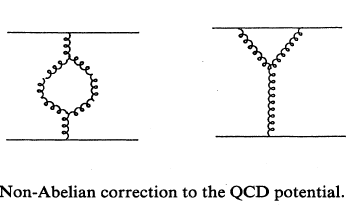 Non-Abelian correction to the QCD potential.